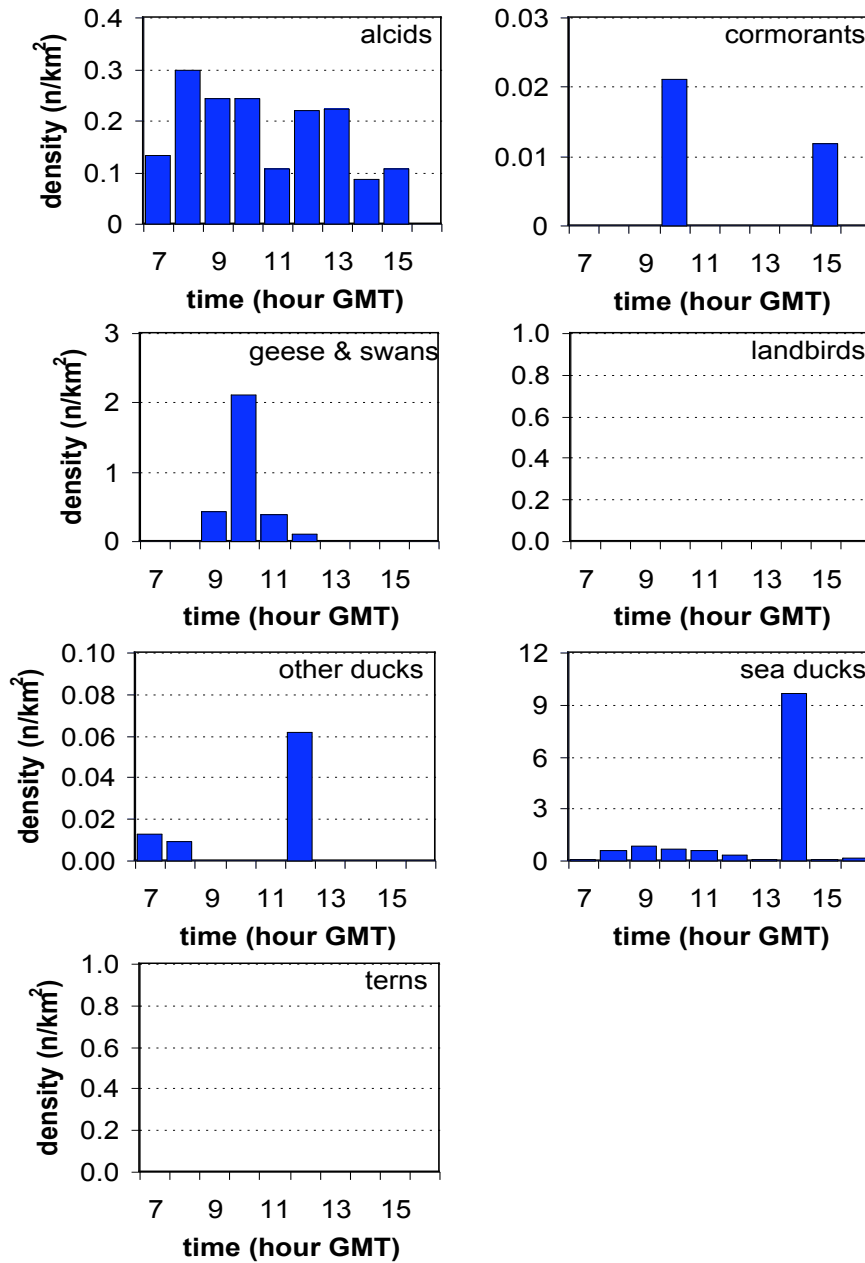 alcids
0.4
0.3
0.2
0.1
0
density (n/km²)
7 9 11 13 15
time (hour GMT)
cormorants
0.03
0.02
0.01
0
7 9 11 13 15
time (hour GMT)
geese & swans
3
2
1
0
density (n/km²)
7 9 11 13 15
time (hour GMT)
landbirds
1.0
0.8
0.6
0.4
0.2
0.0
7 9 11 13 15
time (hour GMT)
other ducks
0.10
0.08
0.06
0.04
0.02
0.00
density (n/km²)
7 9 11 13 15
time (hour GMT)
sea ducks
12
9
6
3
0
7 9 11 13 15
time (hour GMT)
terns
1.0
0.8
0.6
0.4
0.2
0.0
density (n/km²)
7 9 11 13 15
time (hour GMT)